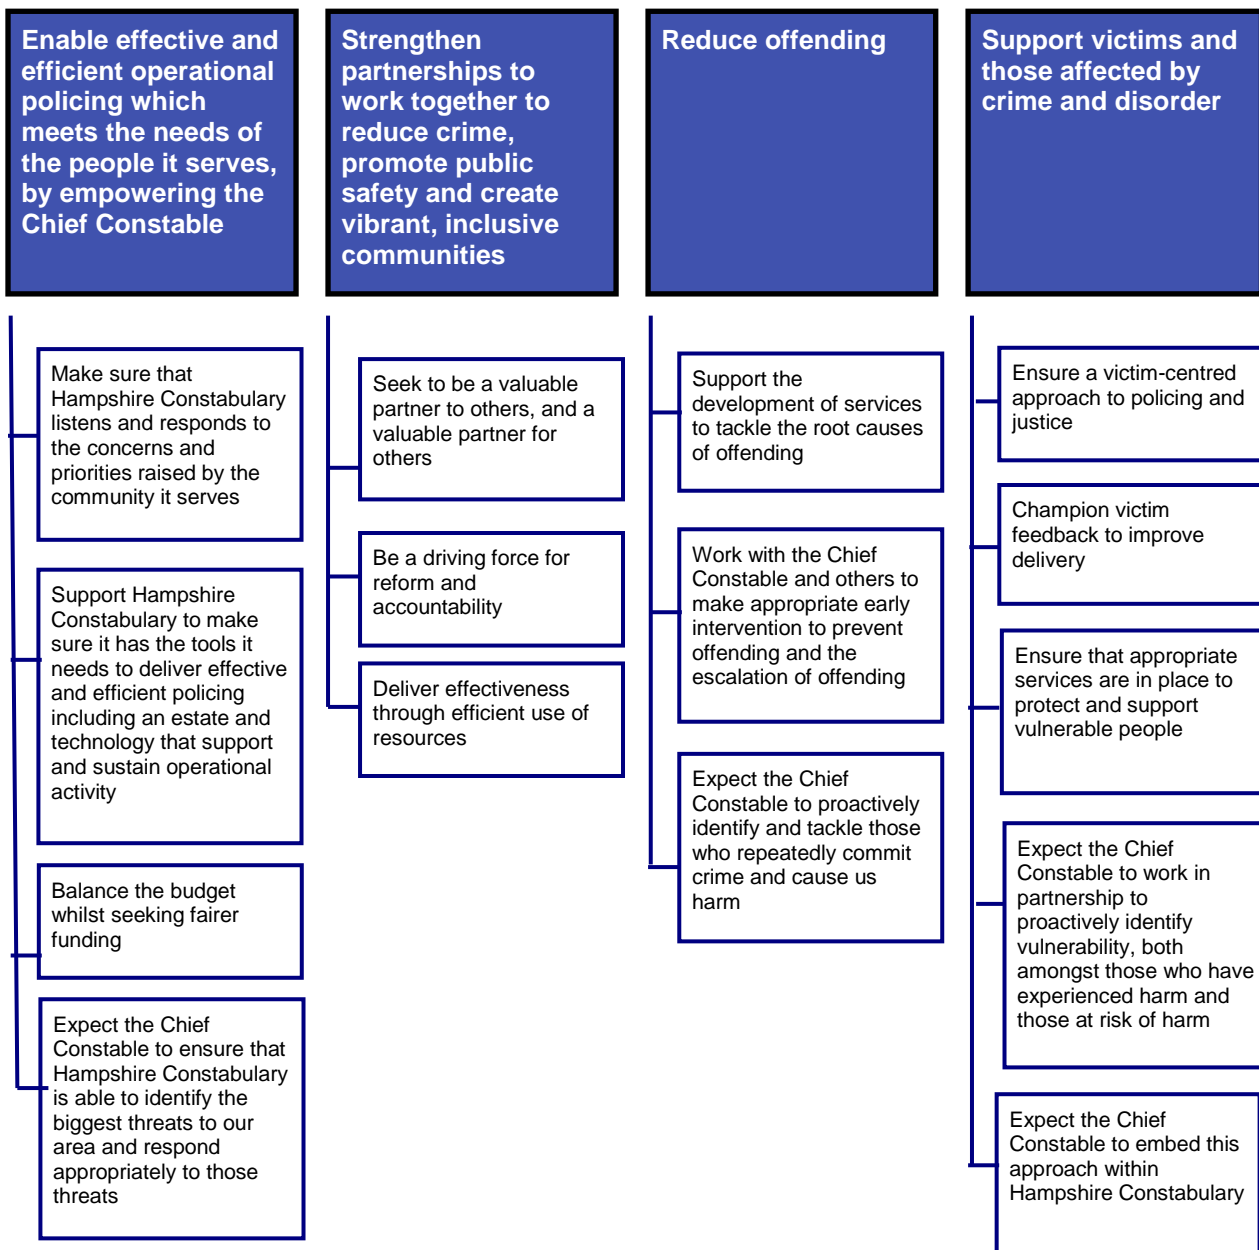 Enable effective and
efficient operational
policing which
meets the needs of
the people it serves,
by empowering the
Chief Constable
Make sure that
Hampshire Constabulary
listens and responds to
the concerns and
priorities raised by the
community it serves
Support Hampshire
Constabulary to make
sure it has the tools it
needs to deliver effective
and efficient policing
including an estate and
technology that support
and sustain operational
activity
Balance the budget
whilst seeking fairer
funding
Expect the Chief
Constable to ensure that
Hampshire Constabulary
is able to identify the
biggest threats to our
area and respond
appropriately to those
threats
Strengthen
partnerships to
work together to
reduce crime,
promote public
safety and create
vibrant, inclusive
communities
Seek to be a valuable
partner to others, and a
valuable partner for
others
Be a driving force for
reform and
accountability
Deliver effectiveness
through efficient use of
resources
Reduce offending
Support the
development of services
to tackle the root causes
of offending
Work with the Chief
Constable and others to
make appropriate early
intervention to prevent
offending and the
escalation of offending
Expect the Chief
Constable to proactively
identify and tackle those
who repeatedly commit
crime and cause us
harm
Support victims and
those affected by
crime and disorder
Ensure a victim-centred
approach to policing and
justice
Champion victim
feedback to improve
delivery
Ensure that appropriate
services are in place to
protect and support
vulnerable people
Expect the Chief
Constable to work in
partnership to
proactively identify
vulnerability, both
amongst those who have
experienced harm and
those at risk of harm
Expect the Chief
Constable to embed this
approach within
Hampshire Constabulary